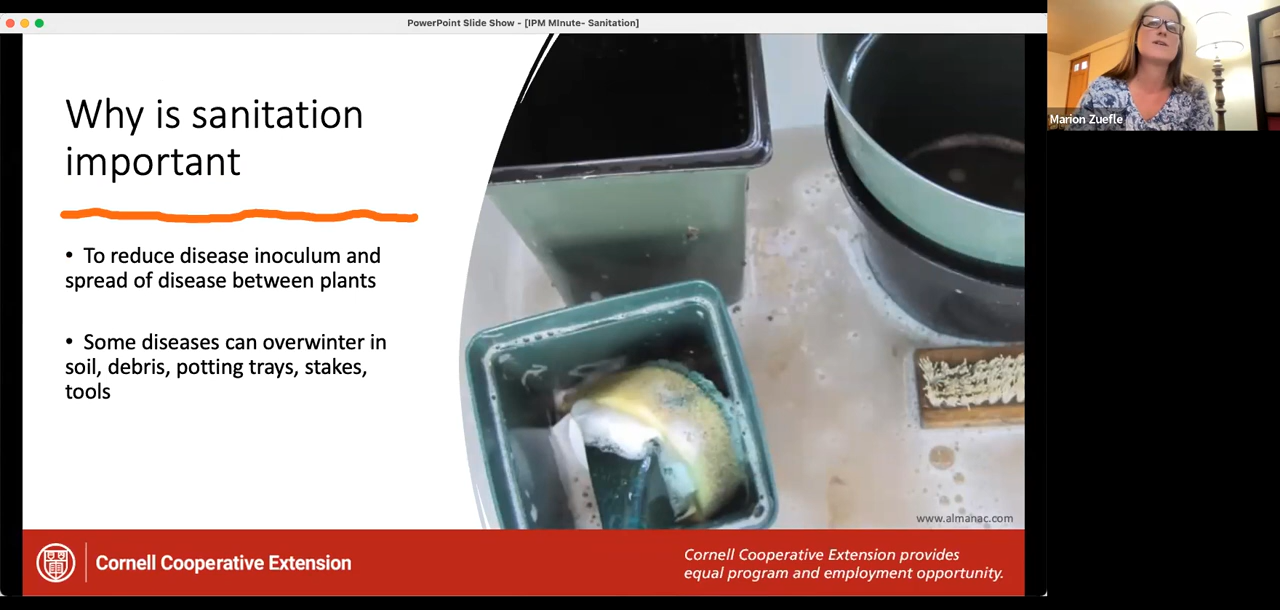 PowerPoint Slide Show - [IPM MInute- Sanitation]
Marion Zuefle
Why is sanitation
important
• To reduce disease inoculum and
spread of disease between plants
• Some diseases can overwinter in
soil, debris, potting trays, stakes,
tools
www.almanac.com
Cornell Cooperative Extension
Cornell Cooperative Extension provides
equal program and employment opportunity.